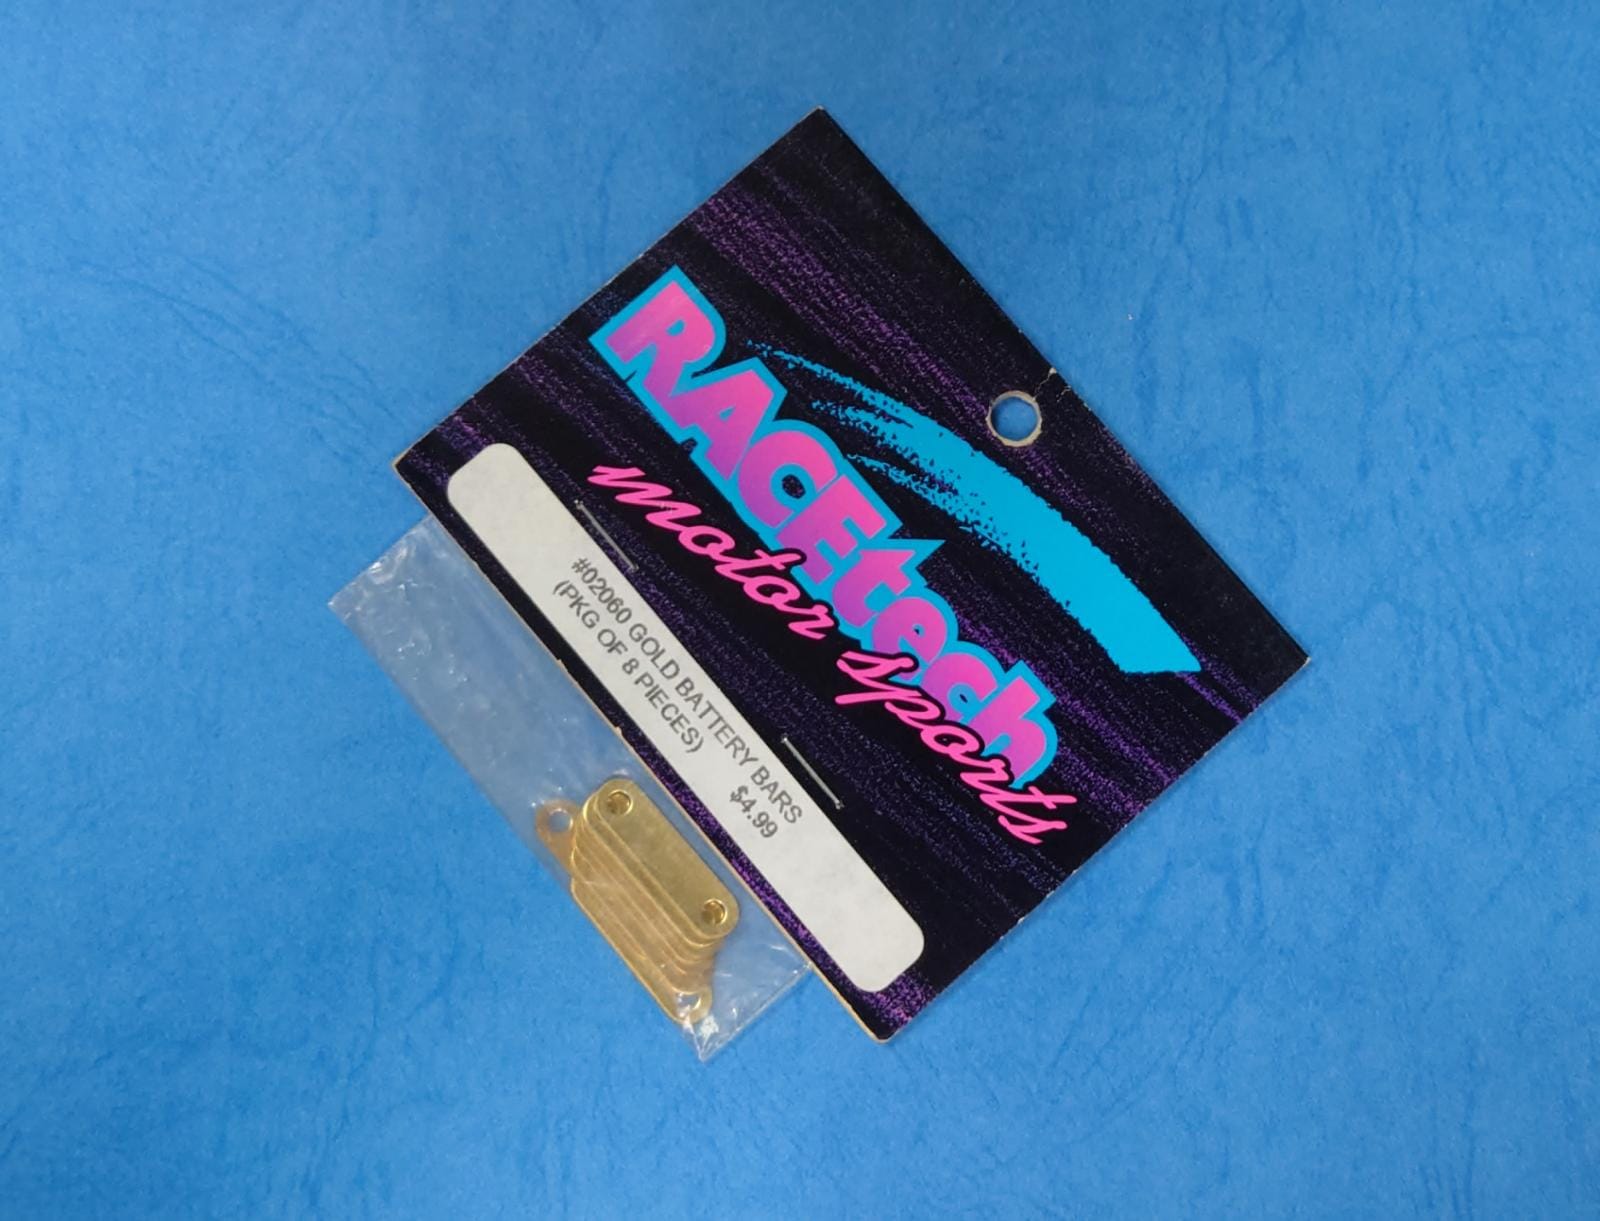 RACEtech
motor sports
#02060 GOLD BATTERY BARS
(PKG OF 8 PIECES) $4.99